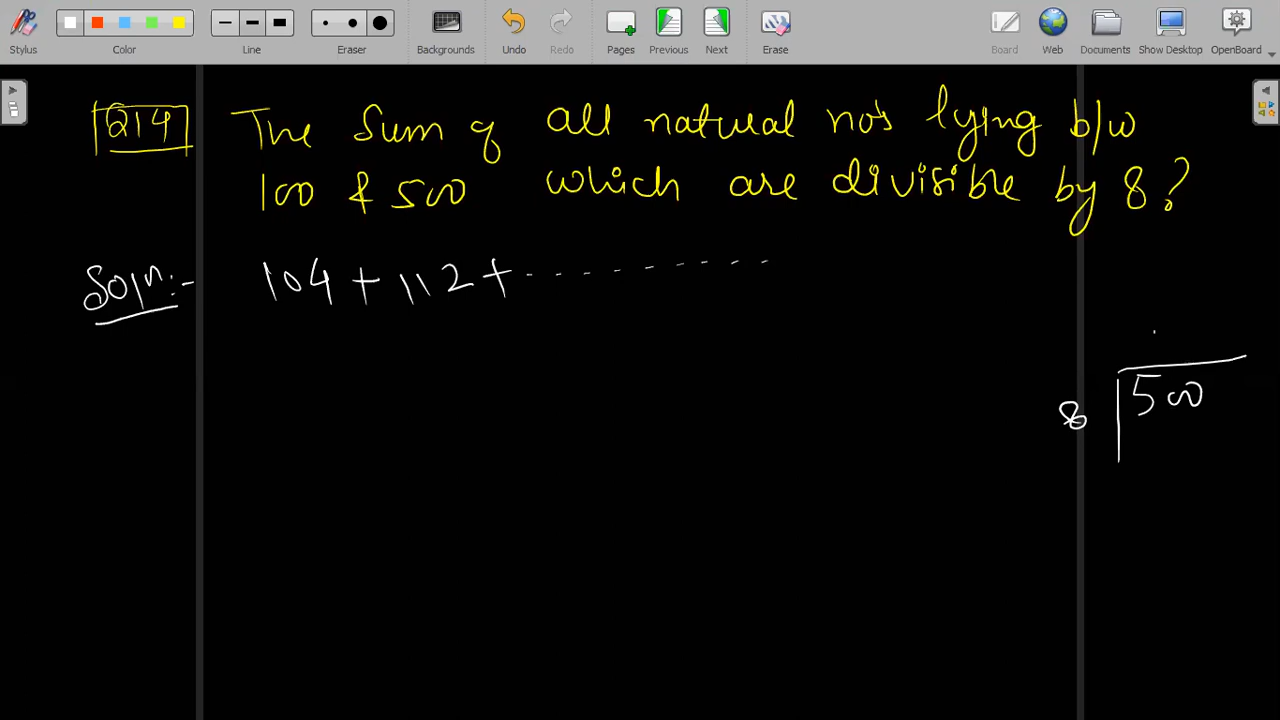 Stylus Color Line Eraser Backgrounds Undo Redo Pages Previous Next Erase Board Web Documents Show Desktop OpenBoard
Q14 The Sum of all natural no's lying b/w
100 & 500 which are divisible by 8?
Soln:- 104 + 112 + ----------
8 500